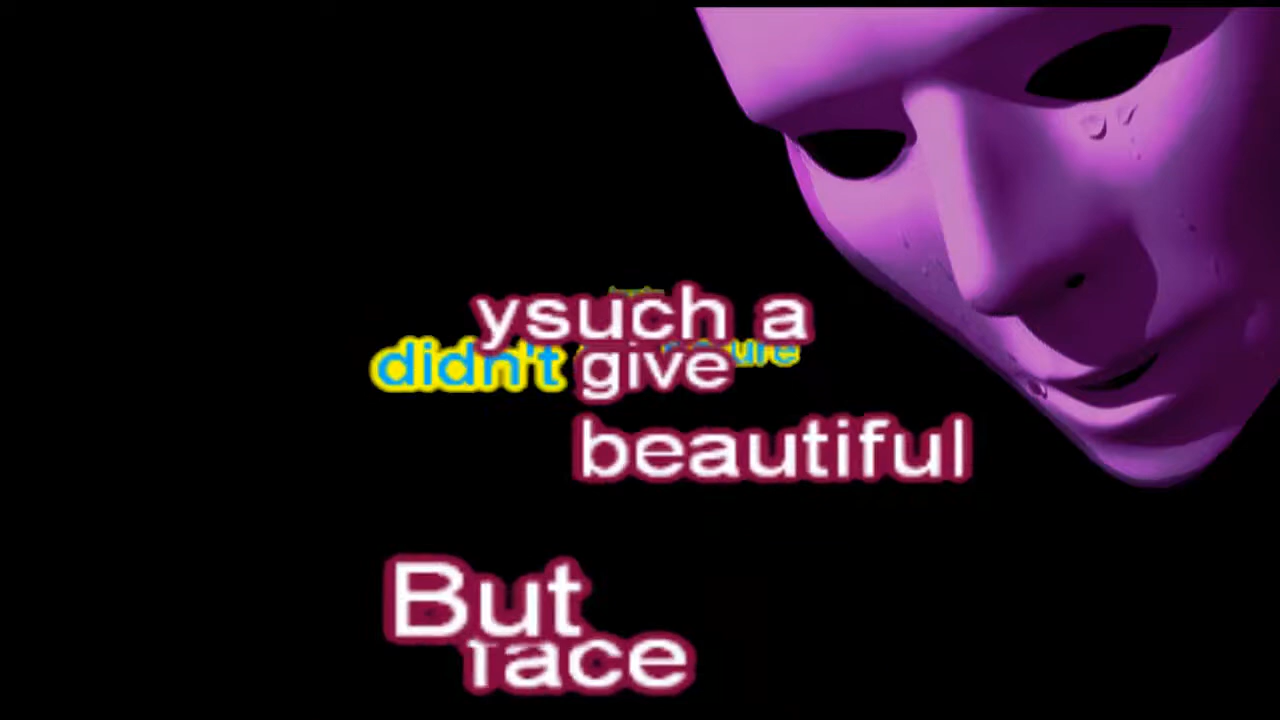 ysuch a
didn't give
beautiful
But
face